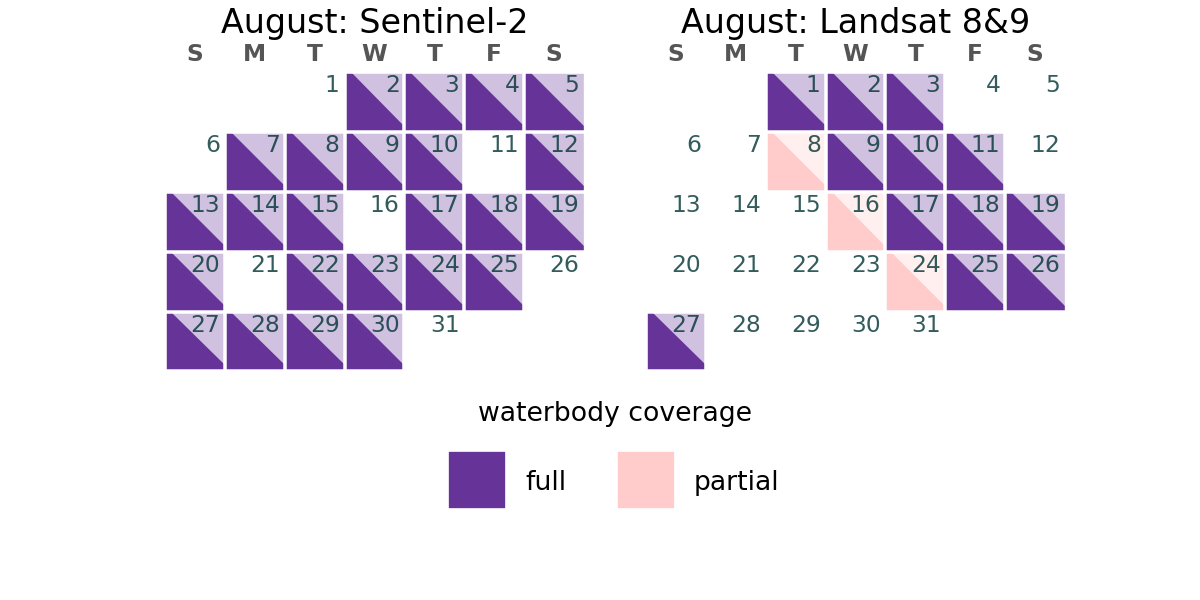 August: Sentinel-2
S M T W T F S
1 2 3 4 5
6 7 8 9 10 11 12
13 14 15 16 17 18 19
20 21 22 23 24 25 26
27 28 29 30 31
August: Landsat 8&9
S M T W T F S
1 2 3 4 5
6 7 8 9 10 11 12
13 14 15 16 17 18 19
20 21 22 23 24 25 26
27 28 29 30 31
waterbody coverage
full
partial